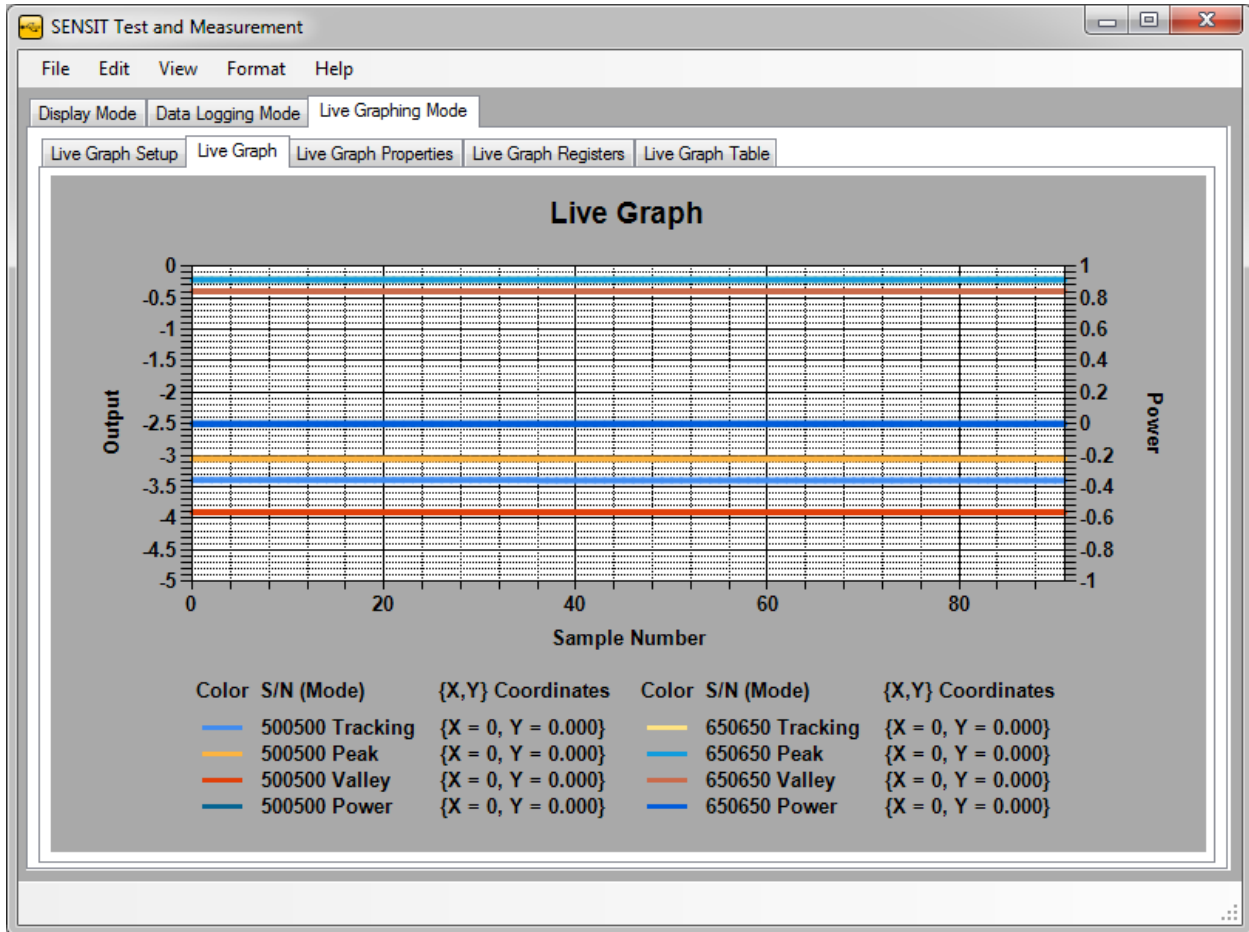 SENSIT Test and Measurement
File Edit View Format Help
Display Mode Data Logging Mode Live Graphing Mode
Live Graph Setup Live Graph Live Graph Properties Live Graph Registers Live Graph Table
Live Graph
0 1
-0.5 0.8
-1 0.6
-1.5 0.4
-2 0.2
-2.5 0
-3 -0.2
-3.5 -0.4
-4 -0.6
-4.5 -0.8
-5 -1
Output
Power
0 20 40 60 80
Sample Number
Color S/N (Mode) {X,Y} Coordinates Color S/N (Mode) {X,Y} Coordinates
500500 Tracking {X = 0, Y = 0.000} 650650 Tracking {X = 0, Y = 0.000}
500500 Peak {X = 0, Y = 0.000} 650650 Peak {X = 0, Y = 0.000}
500500 Valley {X = 0, Y = 0.000} 650650 Valley {X = 0, Y = 0.000}
500500 Power {X = 0, Y = 0.000} 650650 Power {X = 0, Y = 0.000}